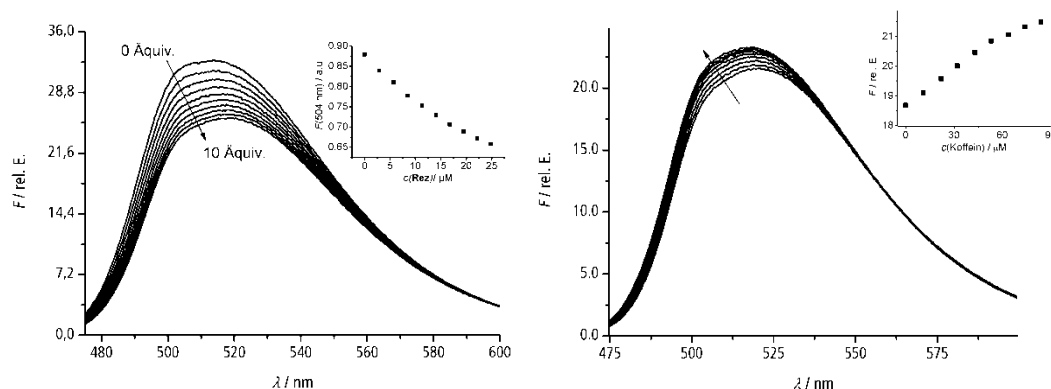 36,0
28,8
21,6
14,4
7,2
0,0
F / rel. E.
0 Äquiv.
10 Äquiv.
480 500 520 540 560 580 600
λ / nm
0.90
0.85
0.80
0.75
0.70
0.65
F(504 nm) / a.u
0 5 10 15 20 25
c(Rez)/ μM
20.0
15.0
10.0
5.0
0.0
F / rel. E.
475 500 525 550 575
λ / nm
21
20
19
18
F / re l. E
0 30 60 9
c(Koffein) / μM